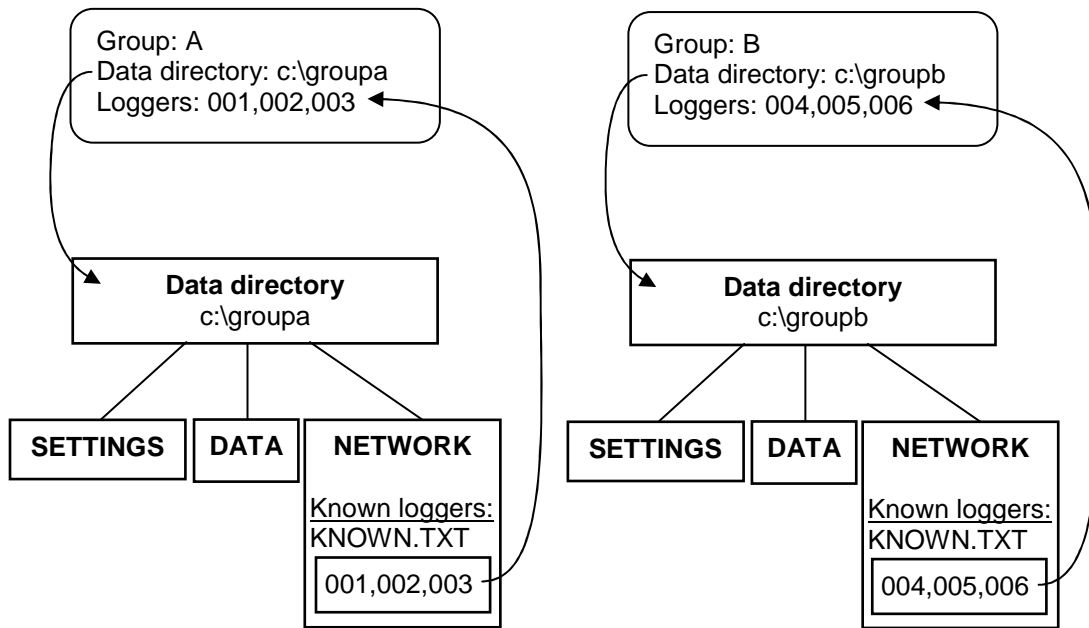 Group: A
Data directory: c:\groupa
Loggers: 001,002,003
Group: B
Data directory: c:\groupb
Loggers: 004,005,006
Data directory
c:\groupa
Data directory
c:\groupb
SETTINGS
DATA
NETWORK
Known loggers:
KNOWN.TXT
001,002,003
SETTINGS
DATA
NETWORK
Known loggers:
KNOWN.TXT
004,005,006